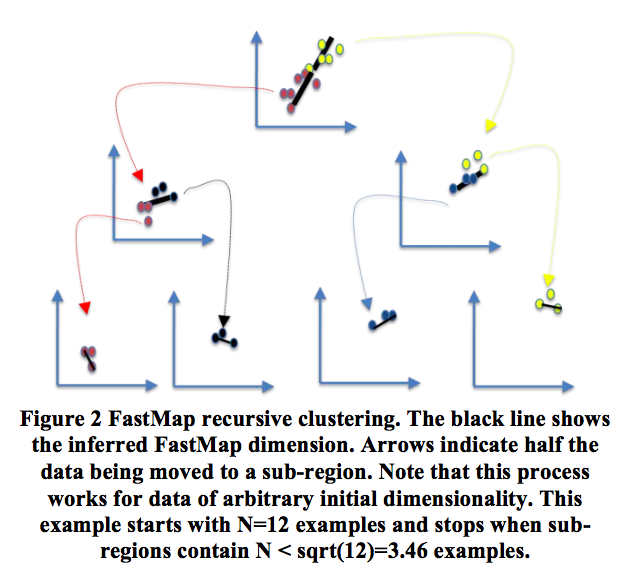 Figure 2 FastMap recursive clustering. The black line shows
the inferred FastMap dimension. Arrows indicate half the
data being moved to a sub-region. Note that this process
works for data of arbitrary initial dimensionality. This
example starts with N=12 examples and stops when sub-
regions contain N < sqrt(12)=3.46 examples.